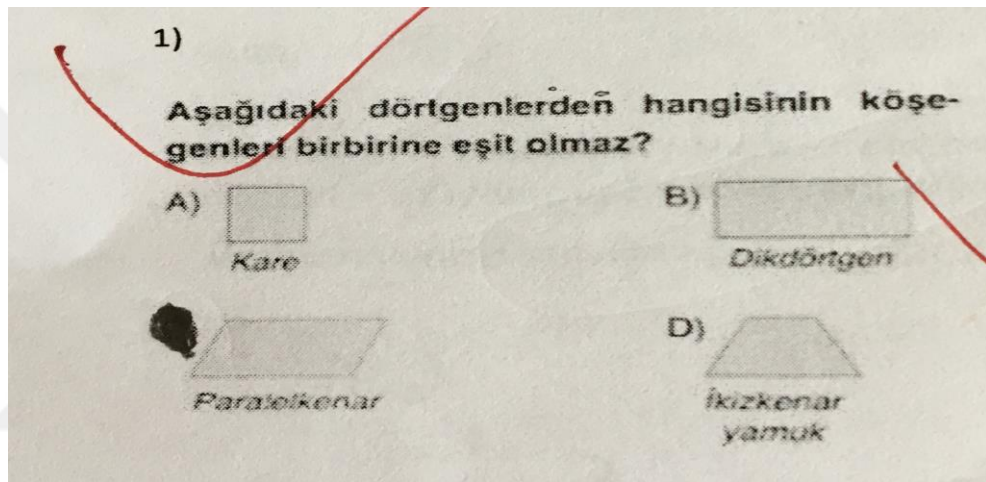 1)
Aşağıdaki dörtgenlerden hangisinin köşe-
genleri birbirine eşit olmaz?
A)
B)
Kare
Dikdörtgen
D)
Paralelkenar
İkizkenar
yamuk